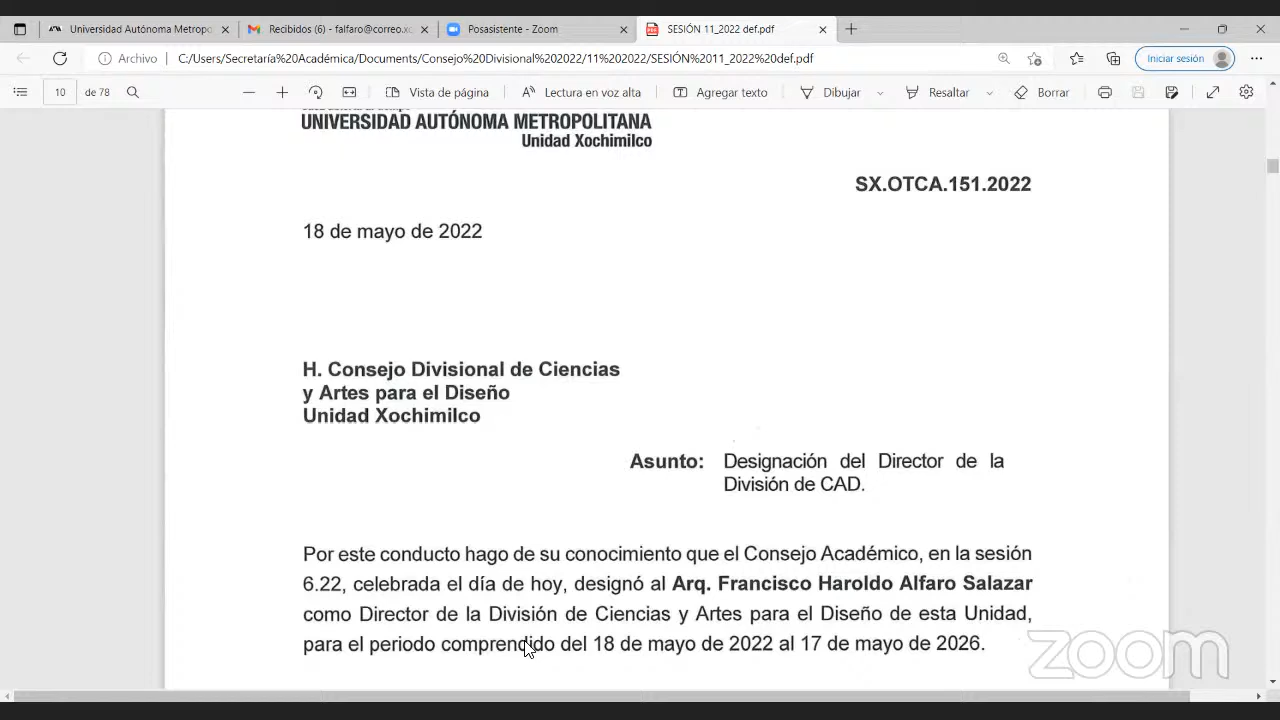 Universidad Autónoma Metropo
Recibidos (6) - falfaro@correo.xo
Posasistente - Zoom
SESIÓN 11_2022 def.pdf
Archivo
C:/Users/Secretaría%20Académica/Documents/Consejo%20Divisional%202022/11%202022/SESIÓN%2011_2022%20def.pdf
Iniciar sesión
10 de 78
Vista de página
Lectura en voz alta
Agregar texto
Dibujar
Resaltar
Borrar
UNIVERSIDAD AUTÓNOMA METROPOLITANA
Unidad Xochimilco
SX.OTCA.151.2022
18 de mayo de 2022
H. Consejo Divisional de Ciencias
y Artes para el Diseño
Unidad Xochimilco
Asunto: Designación del Director de la
División de CAD.
Por este conducto hago de su conocimiento que el Consejo Académico, en la sesión
6.22, celebrada el día de hoy, designó al Arq. Francisco Haroldo Alfaro Salazar
como Director de la División de Ciencias y Artes para el Diseño de esta Unidad,
para el periodo comprendido del 18 de mayo de 2022 al 17 de mayo de 2026.
zoom